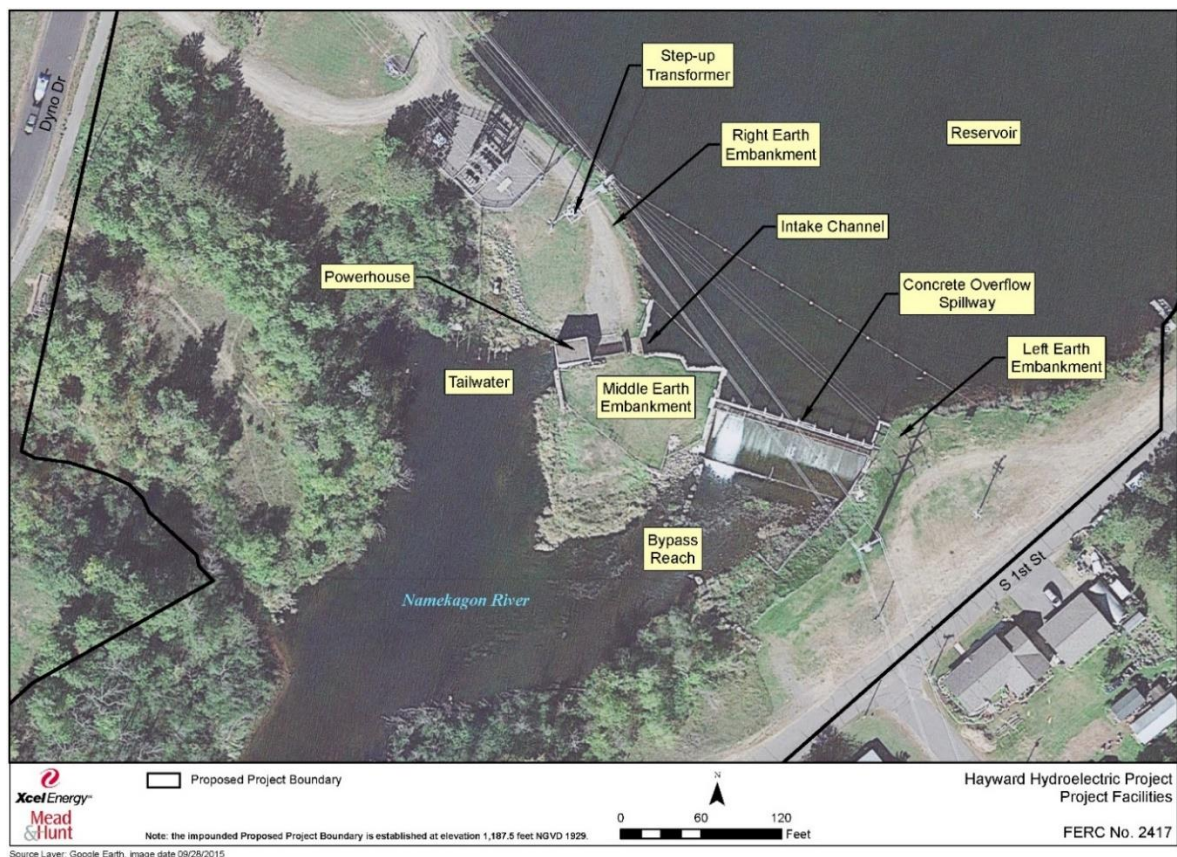 Dyno Dr
Step-up
Transformer
Reservoir
Right Earth
Embankment
Intake Channel
Powerhouse
Concrete Overflow
Spillway
Left Earth
Embankment
Tailwater
Middle Earth
Embankment
Bypass
Reach
S 1st St
Namekagon River
Xcel Energy
Mead
&Hunt
Proposed Project Boundary
Note: the impounded Proposed Project Boundary is established at elevation 1,187.5 feet NGVD 1929.
N
0 60 120
Feet
Hayward Hydroelectric Project
Project Facilities
FERC No. 2417
Source Layer: Google Earth, image date 09/28/2015